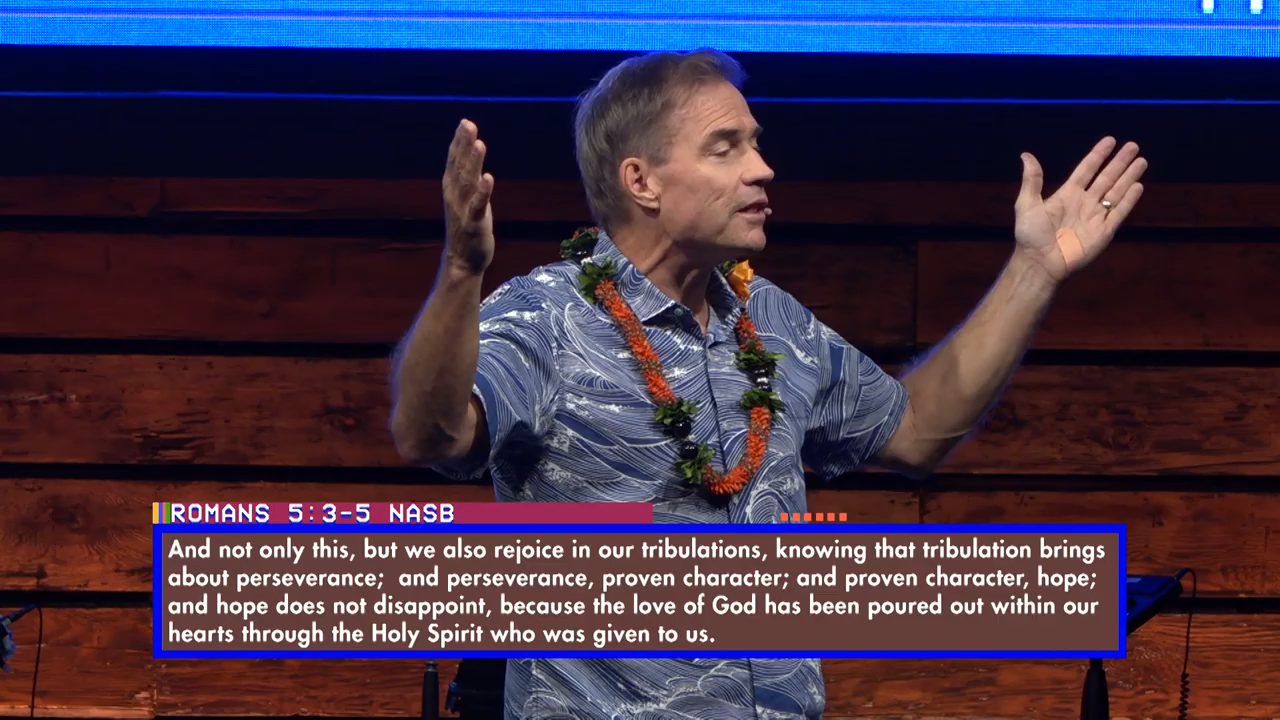 ROMANS 5:3-5 NASB
And not only this, but we also rejoice in our tribulations, knowing that tribulation brings
about perseverance;  and perseverance, proven character; and proven character, hope;
and hope does not disappoint, because the love of God has been poured out within our
hearts through the Holy Spirit who was given to us.